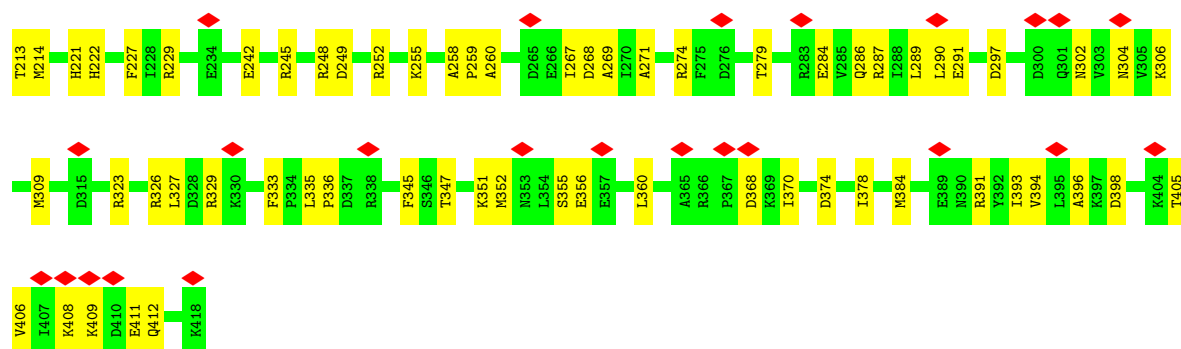 T213 M214 H221 H222 F227 I228 R229 E234 E242 R245 R248 D249 R252 K255 A258 P259 A260 D265 E266 I267 D268 A269 I270 A271 R274 F275 D276 T279 R283 E284 V285 Q286 R287 I288 L289 L290 E291 D297 D300 Q301 N302 V303 N304 V305 K306
M309 D315 R323 R326 L327 D328 R329 K330 F333 P334 L335 P336 D337 R338 F345 S346 T347 K351 M352 N353 L354 S355 E356 E357 L360 A365 R366 P367 D368 K369 I370 D374 I378 M384 E389 N390 R391 Y392 I393 V394 L395 A396 K397 D398 K404 T405
V406 I407 K408 K409 D410 E411 Q412 K418